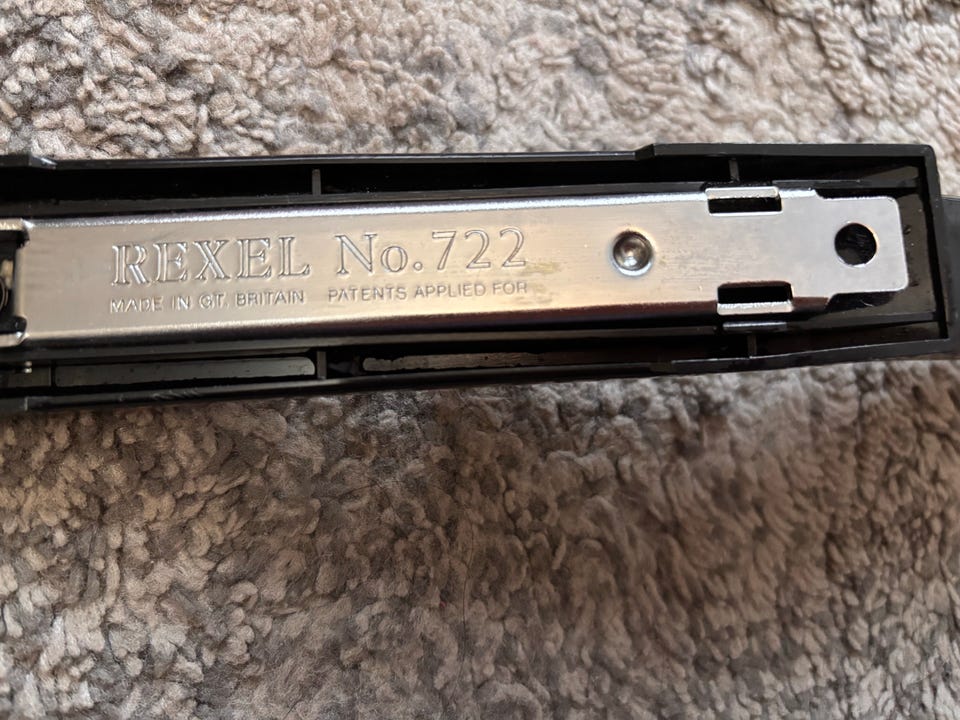 REXEL No. 722
MADE IN GT. BRITAIN PATENTS APPLIED FOR